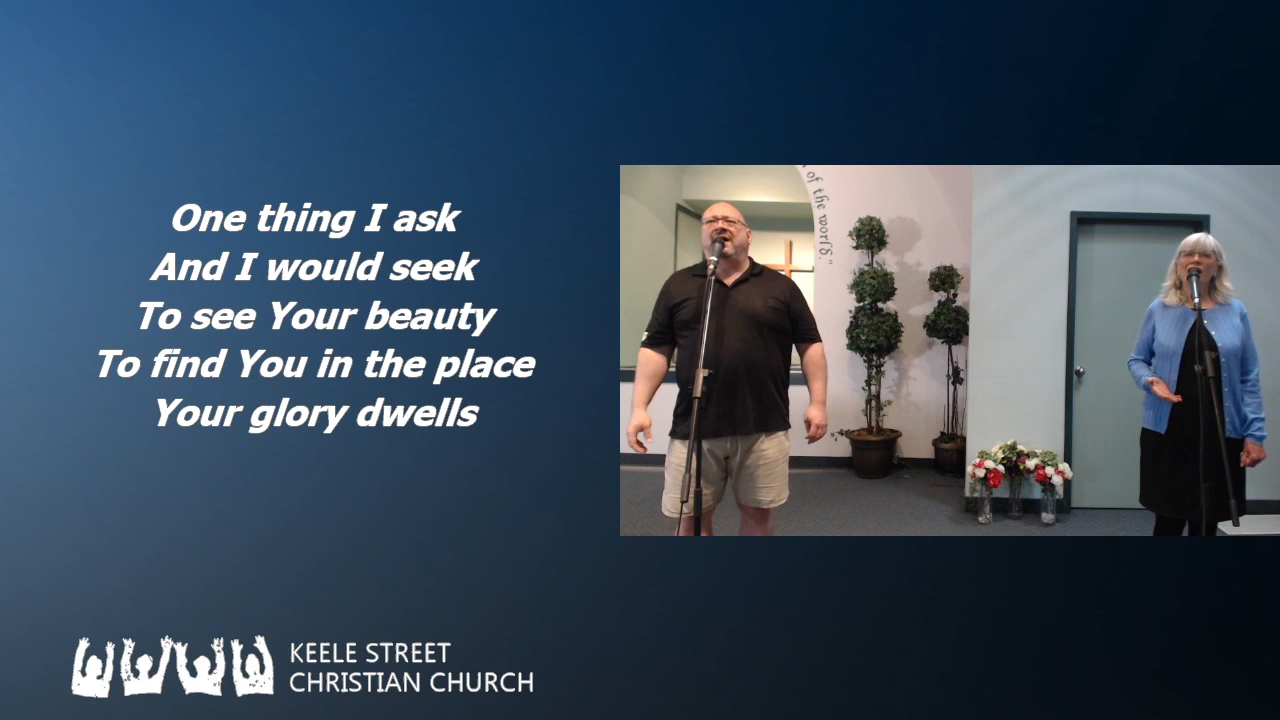 One thing I ask
And I would seek
To see Your beauty
To find You in the place
Your glory dwells
of the world."
KEELE STREET
CHRISTIAN CHURCH